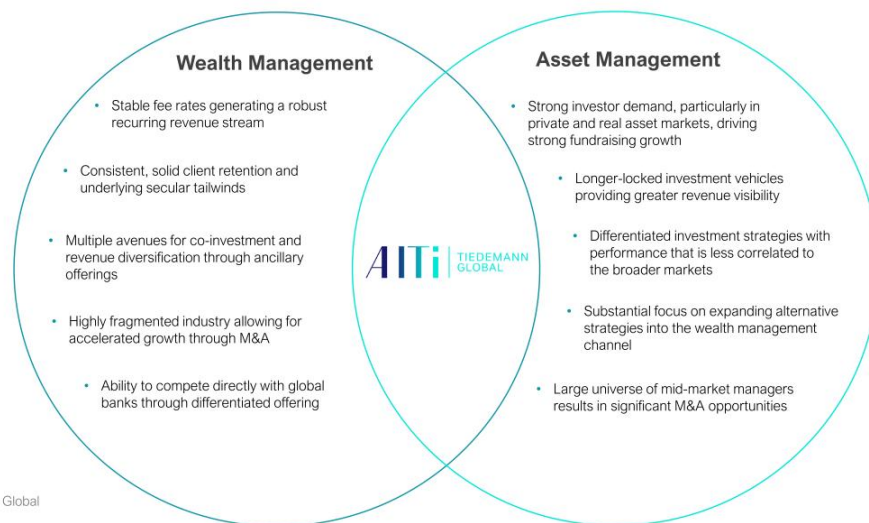 Wealth Management
• Stable fee rates generating a robust
recurring revenue stream
• Consistent, solid client retention and
underlying secular tailwinds
• Multiple avenues for co-investment and
revenue diversification through ancillary
offerings
• Highly fragmented industry allowing for
accelerated growth through M&A
• Ability to compete directly with global
banks through differentiated offering
AlTi TIEDEMANN
GLOBAL
Asset Management
• Strong investor demand, particularly in
private and real asset markets, driving
strong fundraising growth
• Longer-locked investment vehicles
providing greater revenue visibility
• Differentiated investment strategies with
performance that is less correlated to
the broader markets
• Substantial focus on expanding alternative
strategies into the wealth management
channel
• Large universe of mid-market managers
results in significant M&A opportunities
Global